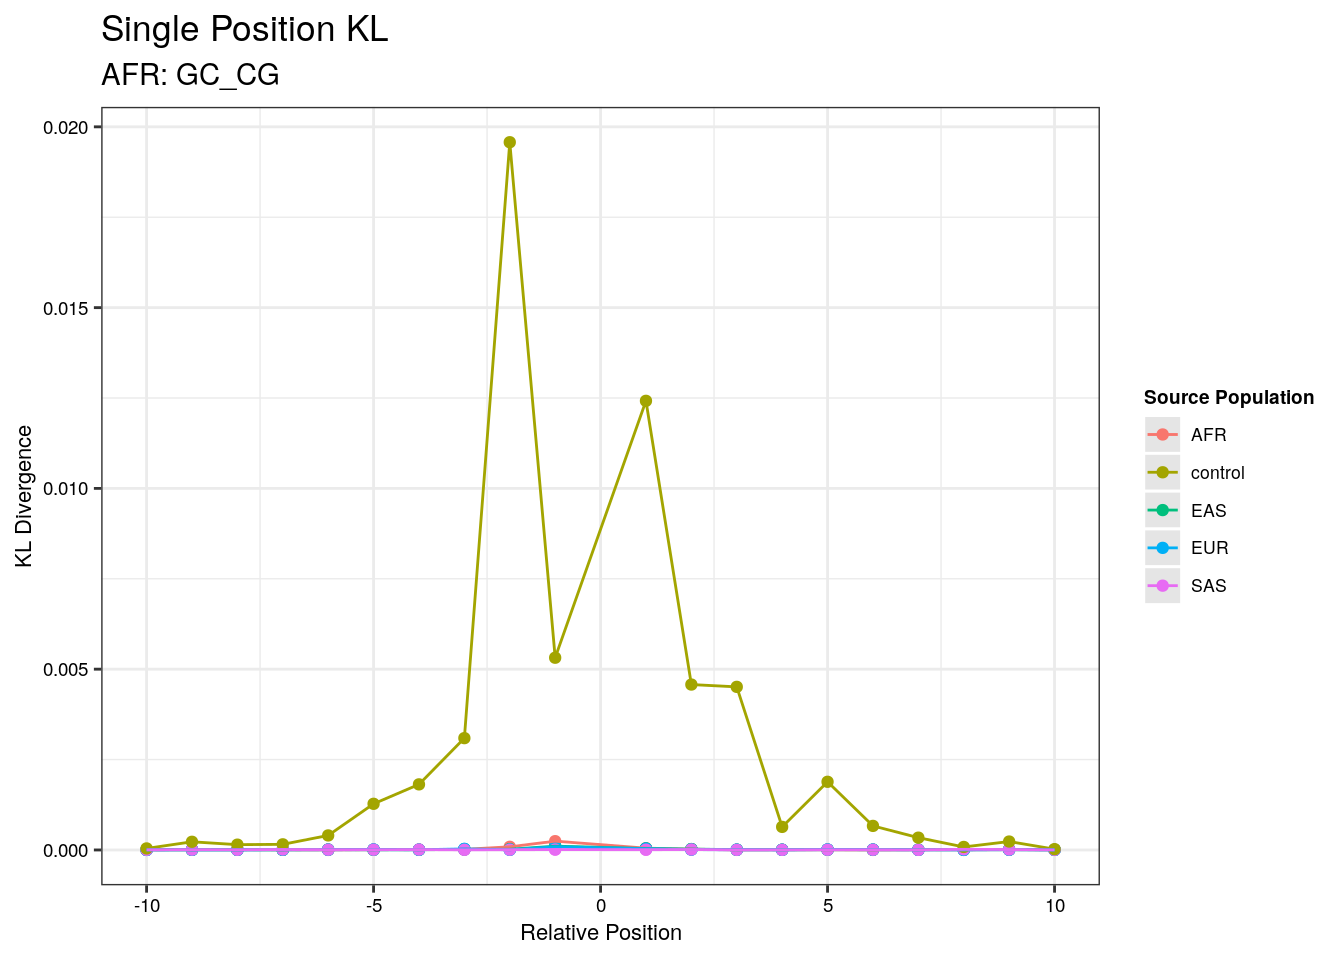 Single Position KL
AFR: GC_CG
0.020
0.015
0.010
0.005
0.000
KL Divergence
-10
-5
0
5
10
Relative Position
Source Population
AFR
control
EAS
EUR
SAS